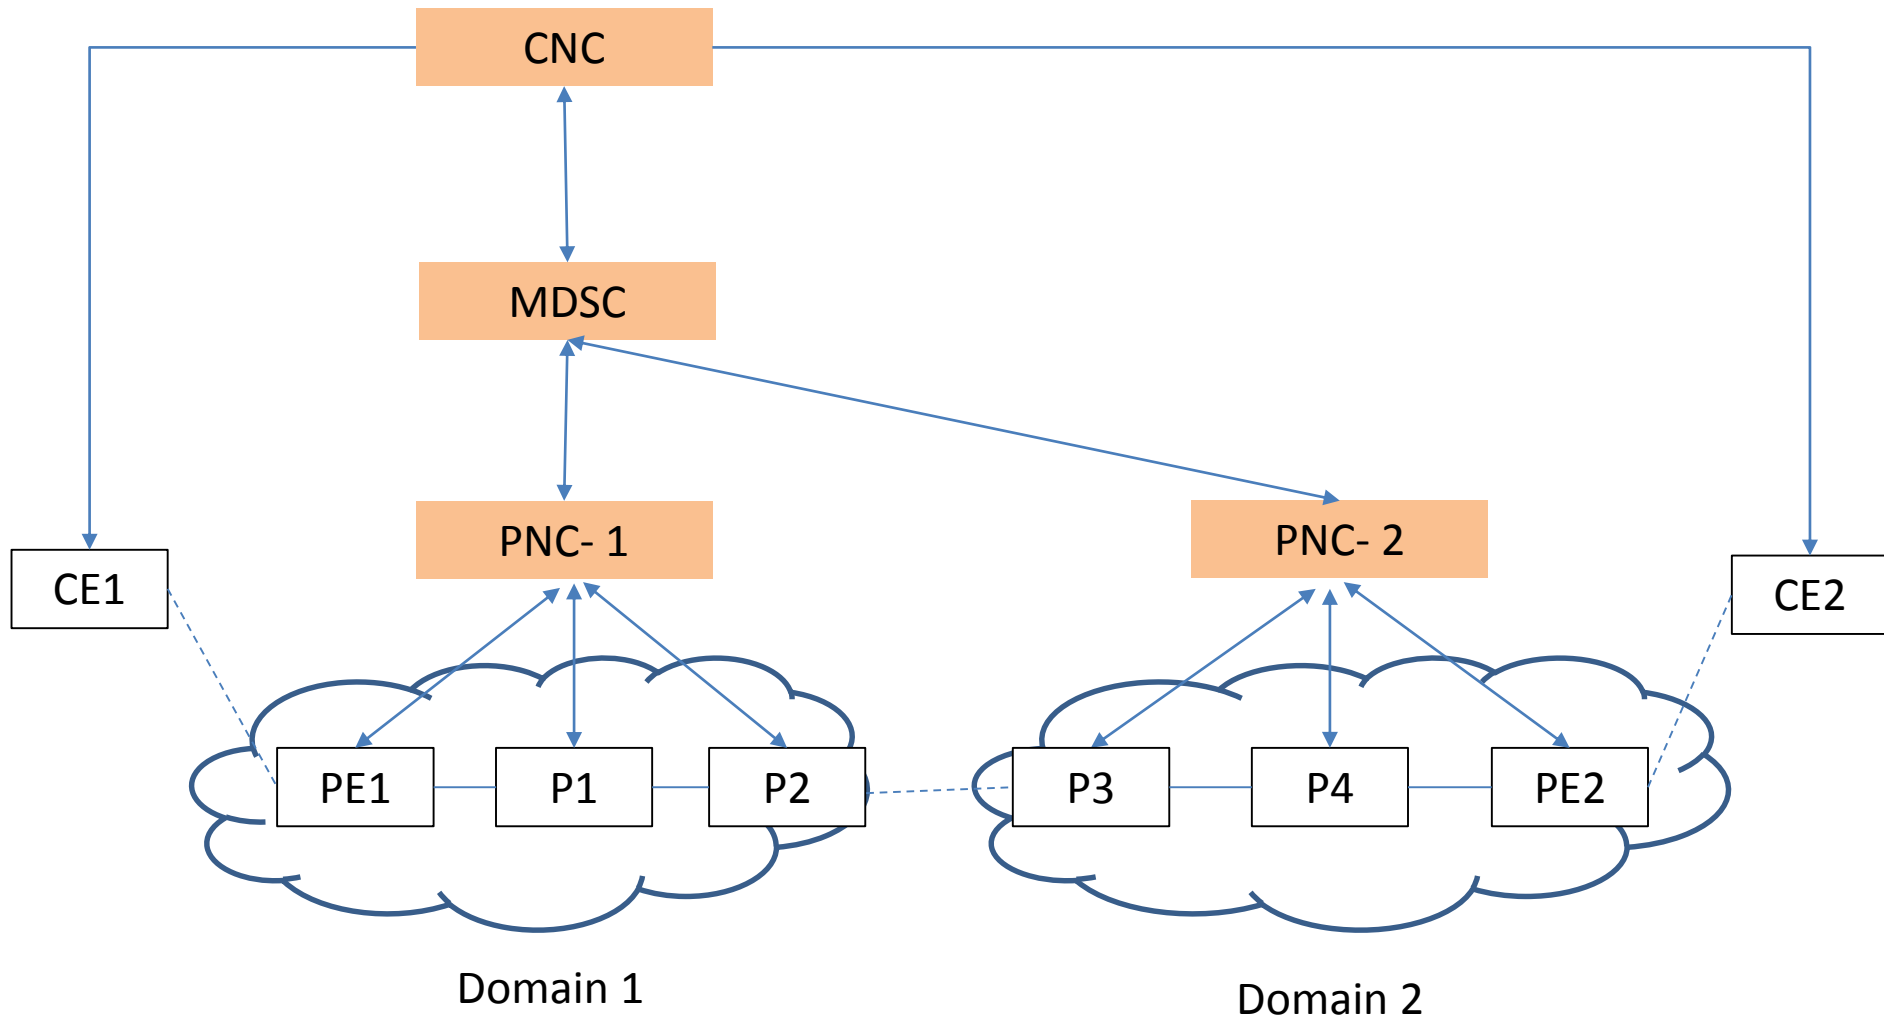 CNC
MDSC
PNC- 1
PNC- 2
CE1
CE2
PE1
P1
P2
P3
P4
PE2
Domain 1
Domain 2